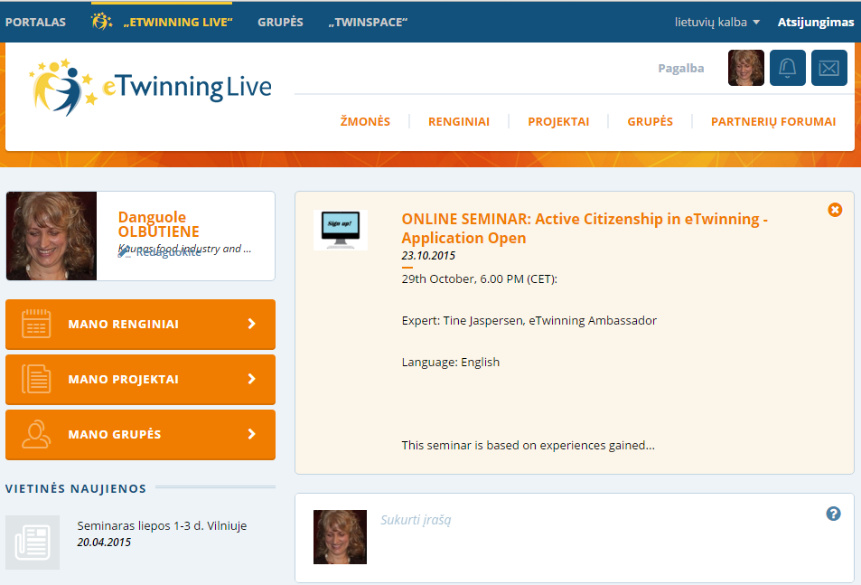 PORTALAS „ETWINNING LIVE“ GRUPĖS „TWINSPACE“ lietuvių kalba Atsijungimas
eTwinning Live
Pagalba
ŽMONĖS RENGINIAI PROJEKTAI GRUPĖS PARTNERIŲ FORUMAI
Danguole
OLBUTIENE
Kaunas food industry and ...
Redaguokite
MANO RENGINIAI
MANO PROJEKTAI
MANO GRUPĖS
VIETINĖS NAUJIENOS
Seminaras liepos 1-3 d. Vilniuje
20.04.2015
Sign up!
ONLINE SEMINAR: Active Citizenship in eTwinning -
Application Open
23.10.2015
29th October, 6.00 PM (CET):
Expert: Tine Jaspersen, eTwinning Ambassador
Language: English
This seminar is based on experiences gained...
Sukurti įrašą